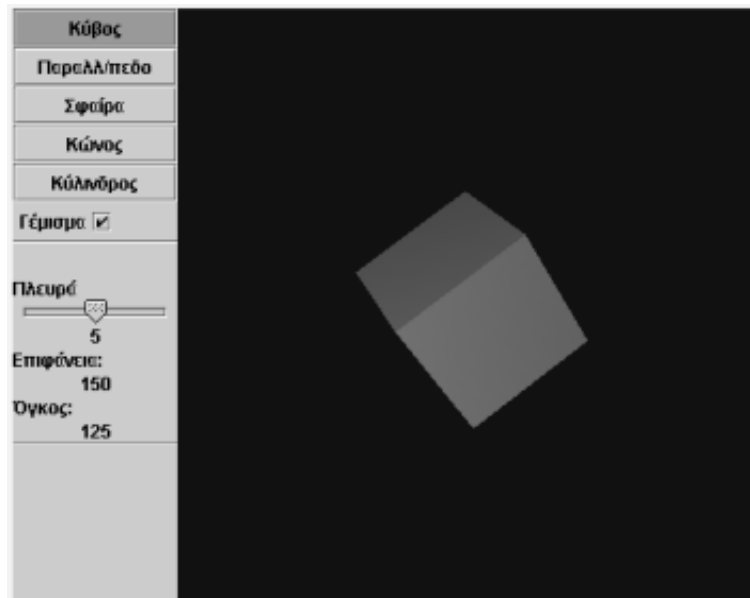 Κύβος
Παραλλ/πεδο
Σφαίρα
Κώνος
Κύλινδρος
Γέμισμα
Πλευρά
5
Επιφάνεια:
150
Όγκος:
125